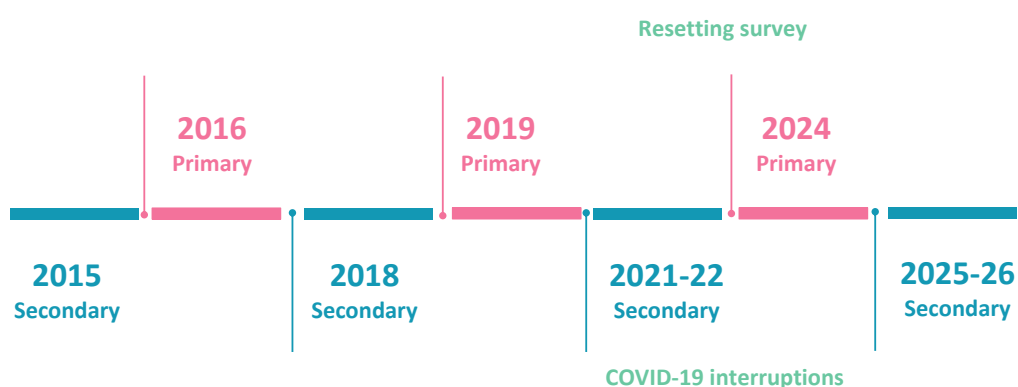 Resetting survey
2016
Primary
2019
Primary
2024
Primary
2015
Secondary
2018
Secondary
2021-22
Secondary
2025-26
Secondary
COVID-19 interruptions